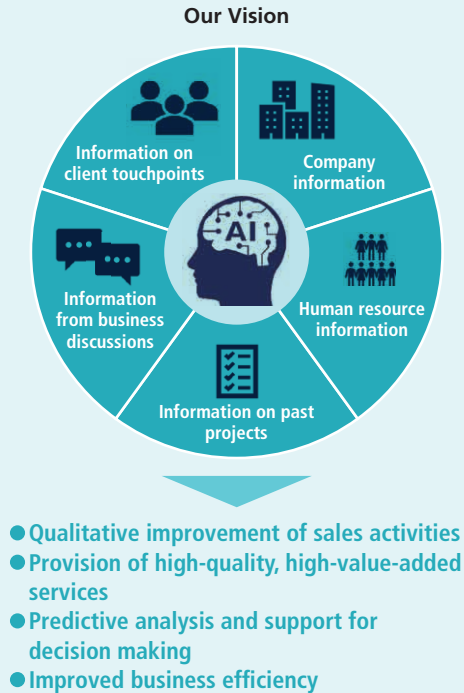 Our Vision
Information on
client touchpoints
Company
information
AI
Information
from business
discussions
Human resource
information
Information on past
projects
● Qualitative improvement of sales activities
● Provision of high-quality, high-value-added
services
● Predictive analysis and support for
decision making
● Improved business efficiency